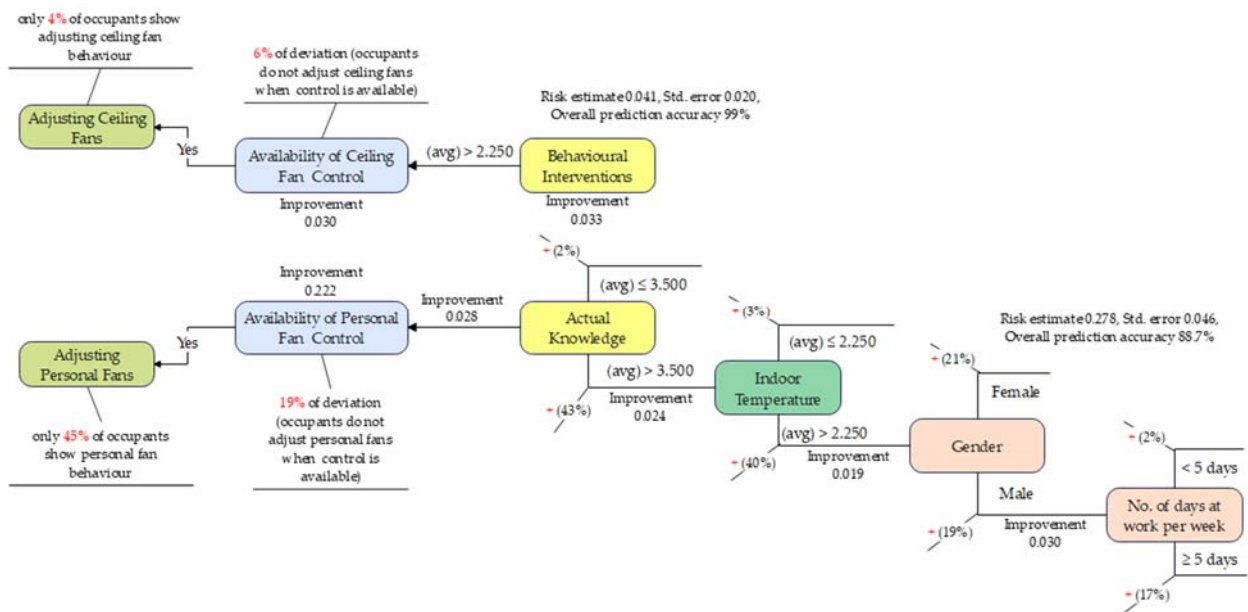 only 4% of occupants show
adjusting ceiling fan
behaviour
6% of deviation (occupants
do not adjust ceiling fans
when control is available)
Risk estimate 0.041, Std. error 0.020,
Overall prediction accuracy 99%
Adjusting Ceiling
Fans
Yes
Availability of Ceiling
Fan Control
(avg) > 2.250
Behavioural
Interventions
Improvement
0.030
Improvement
0.033
+ (2%)
(avg) ≤ 3.500
Improvement
0.222
Improvement
0.028
Availability of Personal
Fan Control
Actual
Knowledge
Yes
Adjusting
Personal Fans
+ (3%)
(avg) ≤ 2.250
Risk estimate 0.278, Std. error 0.046,
Overall prediction accuracy 88.7%
(avg) > 3.500
Improvement
0.024
+ (43%)
Indoor
Temperature
+ (21%)
Female
19% of deviation
(occupants do not
adjust personal fans
when control is
available)
only 45% of occupants
show personal fan
behaviour
(avg) > 2.250
Improvement
0.019
+ (40%)
Gender
+ (2%)
< 5 days
Male
Improvement
0.030
+ (19%)
No. of days at
work per week
≥ 5 days
+ (17%)